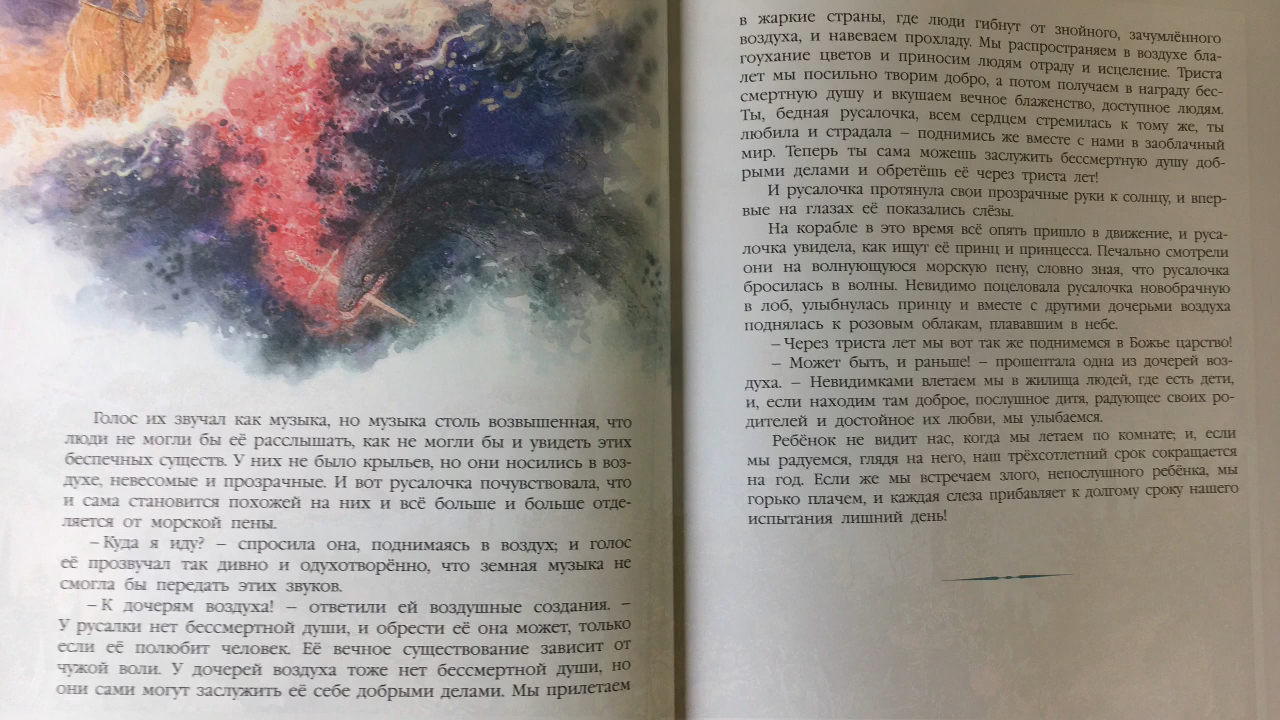 Голос их звучал как музыка, но музыка столь возвышенная, что
люди не могли бы её расслышать, как не могли бы и увидеть этих
беспечных существ. У них не было крыльев, но они носились в воз-
духе, невесомые и прозрачные. И вот русалочка почувствовала, что
и сама становится похожей на них и всё больше и больше отде-
ляется от морской пены.
– Куда я иду? – спросила она, поднимаясь в воздух; и голос
её прозвучал так дивно и одухотворённо, что земная музыка не
смогла бы передать этих звуков.
– К дочерям воздуха! – ответили ей воздушные создания. –
У русалки нет бессмертной души, и обрести её она может, только
если её полюбит человек. Её вечное существование зависит от
чужой воли. У дочерей воздуха тоже нет бессмертной души, но
они сами могут заслужить её себе добрыми делами. Мы прилетаем
в жаркие страны, где люди гибнут от знойного, зачумлённого
воздуха, и навеваем прохладу. Мы распространяем в воздухе бла-
гоухание цветов и приносим людям отраду и исцеление. Триста
лет мы посильно творим добро, а потом получаем в награду бес-
смертную душу и вкушаем вечное блаженство, доступное людям.
Ты, бедная русалочка, всем сердцем стремилась к тому же, ты
любила и страдала – поднимись же вместе с нами в заоблачный
мир. Теперь ты сама можешь заслужить бессмертную душу доб-
рыми делами и обретёшь её через триста лет!
И русалочка протянула свои прозрачные руки к солнцу, и впер-
вые на глазах её показались слёзы.
На корабле в это время всё опять пришло в движение, и руса-
лочка увидела, как ищут её принц и принцесса. Печально смотрели
они на волнующуюся морскую пену, словно зная, что русалочка
бросилась в волны. Невидимо поцеловала русалочка новобрачную
в лоб, улыбнулась принцу и вместе с другими дочерьми воздуха
поднялась к розовым облакам, плававшим в небе.
– Через триста лет мы вот так же поднимемся в Божье царство!
– Может быть, и раньше! – прошептала одна из дочерей воз-
духа. – Невидимками влетаем мы в жилища людей, где есть дети,
и, если находим там доброе, послушное дитя, радующее своих ро-
дителей и достойное их любви, мы улыбаемся.
Ребёнок не видит нас, когда мы летаем по комнате; и, если
мы радуемся, глядя на него, наш трёхсотлетний срок сокращается
на год. Если же мы встречаем злого, непослушного ребёнка, мы
горько плачем, и каждая слеза прибавляет к долгому сроку нашего
испытания лишний день!